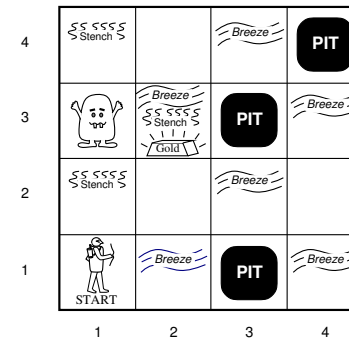 4
Stench
Breeze
PIT
3
Breeze
Stench
Gold
PIT
Breeze
2
Stench
Breeze
1
START
Breeze
PIT
Breeze
1 2 3 4